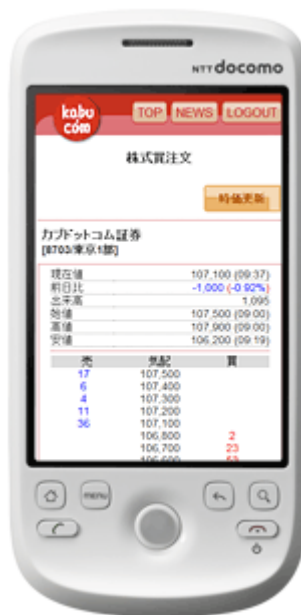 NTT docomo
kabu
com
TOP NEWS LOGOUT
株式買注文
時価更新
カブドットコム証券
[8703/東京1部]
現在値 107,100 (09:37)
前日比 -1,000 (-0.92%)
出来高 1,095
始値 107,500 (09:00)
高値 107,900 (09:00)
安値 106,200 (09:19)
売 気配 買
17 107,500
6 107,400
4 107,300
11 107,200
36 107,100
106,800 2
106,700 23
106,600 53
menu